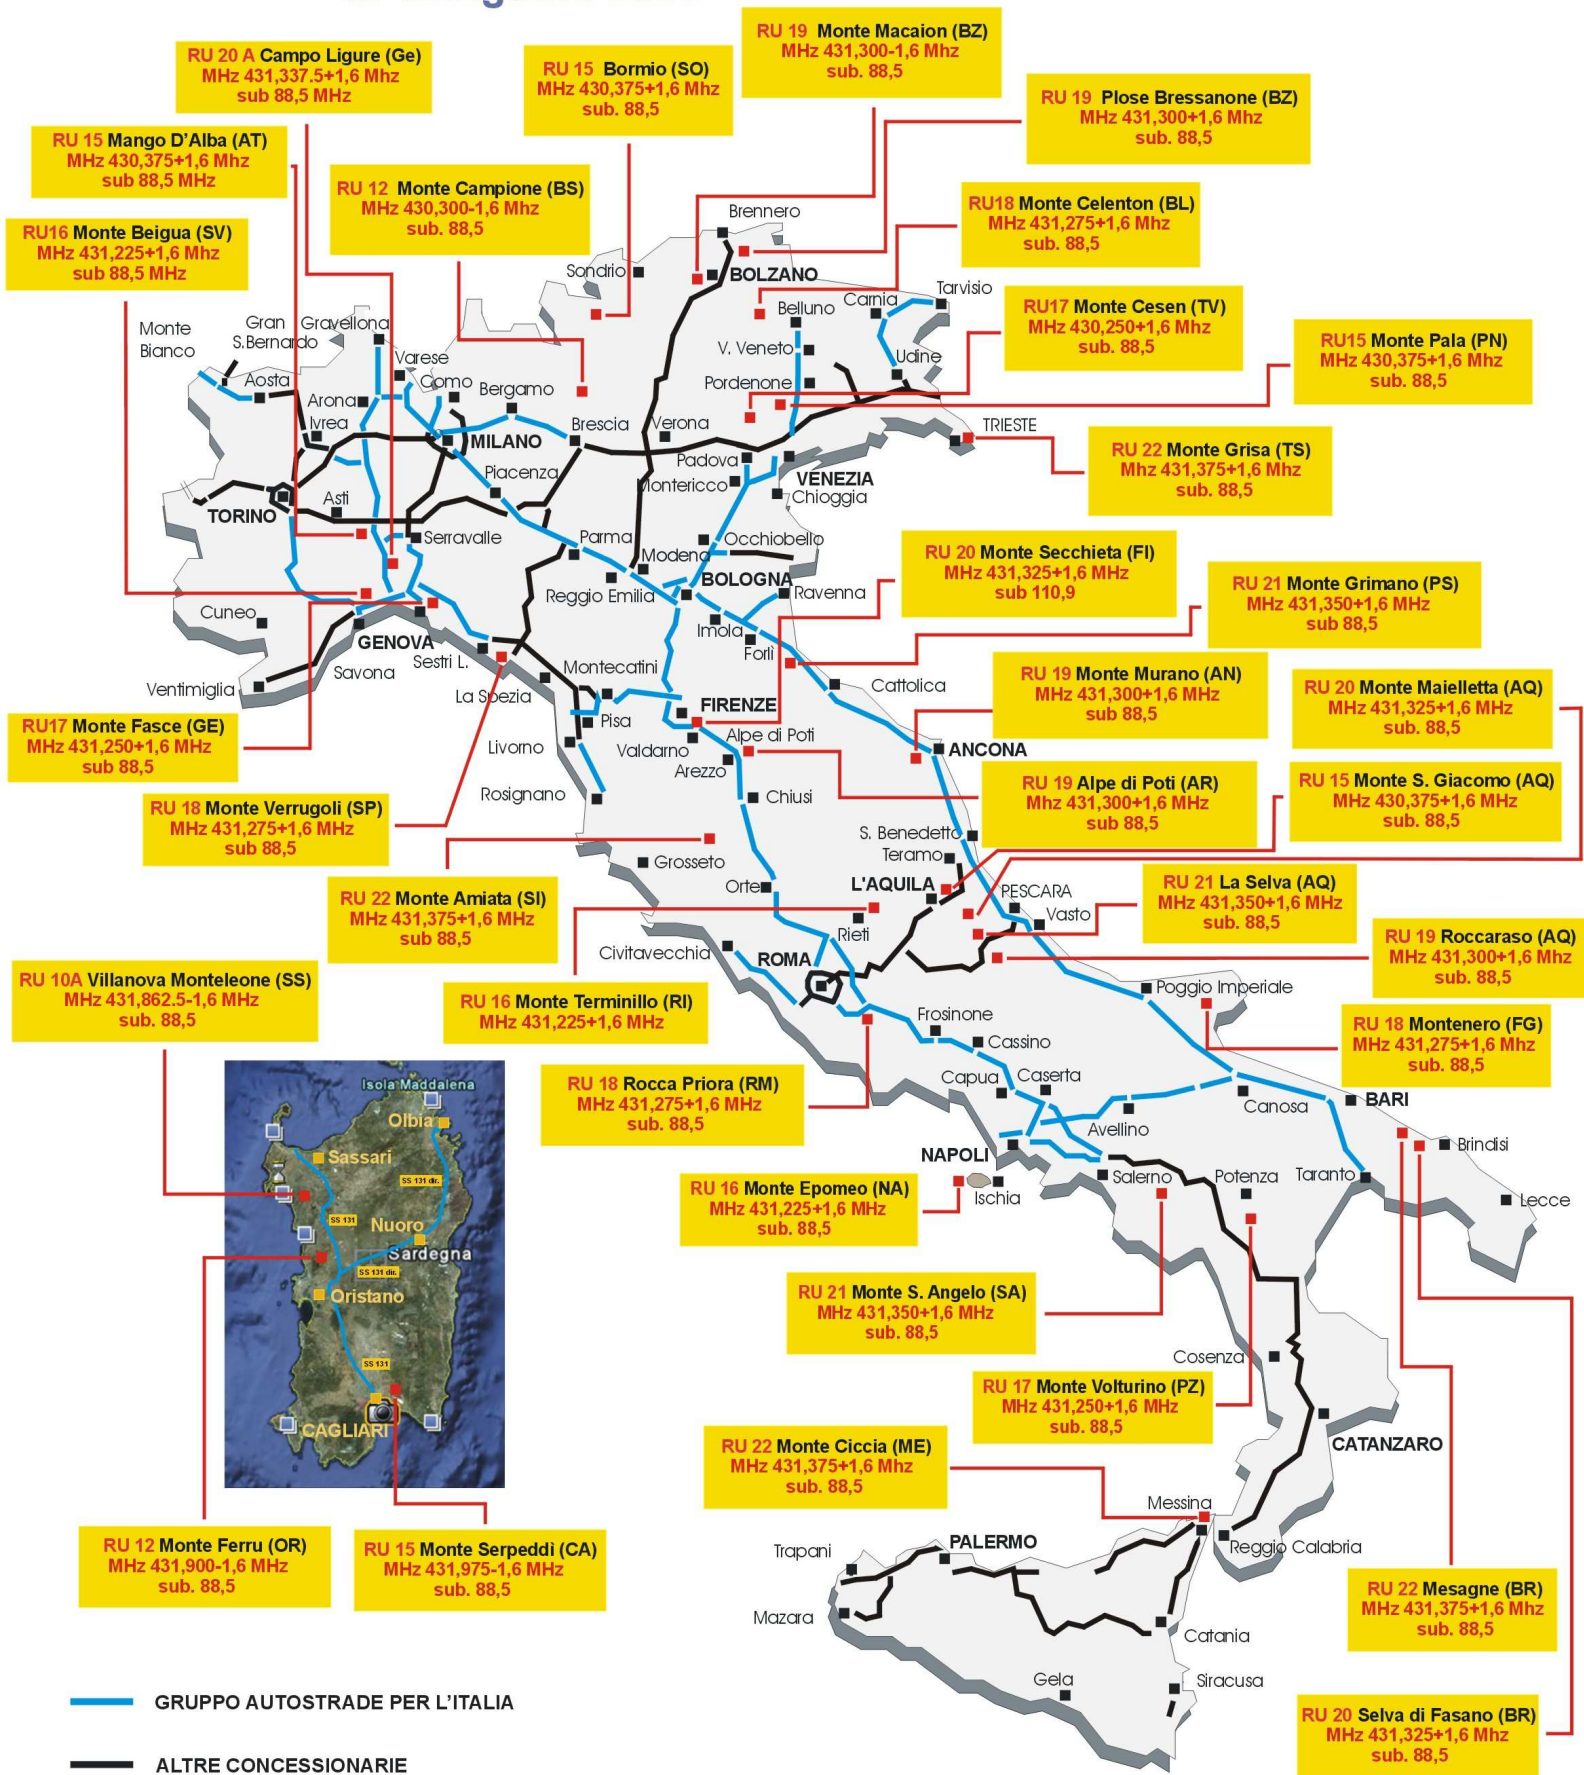 RU 19 Monte Macaion (BZ)
MHz 431,300-1,6 Mhz
sub. 88,5
RU 20 A Campo Ligure (Ge)
MHz 431,337.5+1,6 Mhz
sub 88,5 MHz
RU 15 Bormio (SO)
MHz 430,375+1,6 Mhz
sub. 88,5
RU 19 Plose Bressanone (BZ)
MHz 431,300+1,6 Mhz
sub. 88,5
RU 15 Mango D'Alba (AT)
MHz 430,375+1,6 Mhz
sub 88,5 MHz
RU 12 Monte Campione (BS)
MHz 430,300-1,6 Mhz
sub. 88,5
RU18 Monte Celenton (BL)
MHz 431,275+1,6 Mhz
sub. 88,5
RU16 Monte Beigua (SV)
MHz 431,225+1,6 Mhz
sub 88,5 MHz
RU17 Monte Cesen (TV)
MHz 430,250+1,6 Mhz
sub. 88,5
RU15 Monte Pala (PN)
MHz 430,375+1,6 Mhz
sub. 88,5
RU 22 Monte Grisa (TS)
Mhz 431,375+1,6 Mhz
sub. 88,5
RU 20 Monte Secchieta (FI)
MHz 431,325+1,6 MHz
sub 110,9
RU 21 Monte Grimano (PS)
MHz 431,350+1,6 MHz
sub 88,5
RU 19 Monte Murano (AN)
MHz 431,300+1,6 MHz
sub 88,5
RU 20 Monte Maielletta (AQ)
MHz 431,325+1,6 MHz
sub. 88,5
RU17 Monte Fasce (GE)
MHz 431,250+1,6 MHz
sub 88,5
RU 19 Alpe di Poti (AR)
Mhz 431,300+1,6 MHz
sub 88,5
RU 15 Monte S. Giacomo (AQ)
MHz 430,375+1,6 MHz
sub. 88,5
RU 18 Monte Verrugoli (SP)
MHz 431,275+1,6 MHz
sub 88,5
RU 22 Monte Amiata (SI)
MHz 431,375+1,6 MHz
sub 88,5
RU 21 La Selva (AQ)
MHz 431,350+1,6 MHz
sub. 88,5
RU 19 Roccaraso (AQ)
MHz 431,300+1,6 MHz
sub. 88,5
RU 10A Villanova Monteleone (SS)
MHz 431,862.5-1,6 MHz
sub. 88,5
RU 16 Monte Terminillo (RI)
MHz 431,225+1,6 MHz
RU 18 Montenero (FG)
MHz 431,275+1,6 Mhz
sub. 88,5
RU 18 Rocca Priora (RM)
MHz 431,275+1,6 MHz
sub. 88,5
RU 16 Monte Epomeo (NA)
MHz 431,225+1,6 MHz
sub. 88,5
RU 21 Monte S. Angelo (SA)
MHz 431,350+1,6 MHz
sub. 88,5
RU 17 Monte Volturino (PZ)
MHz 431,250+1,6 MHz
sub. 88,5
RU 22 Monte Ciccia (ME)
MHz 431,375+1,6 Mhz
sub. 88,5
RU 12 Monte Ferru (OR)
MHz 431,900-1,6 MHz
sub. 88,5
RU 15 Monte Serpeddì (CA)
MHz 431,975-1,6 MHz
sub. 88,5
RU 22 Mesagne (BR)
MHz 431,375+1,6 Mhz
sub. 88,5
RU 20 Selva di Fasano (BR)
MHz 431,325+1,6 Mhz
sub. 88,5
Brennero
Sondrio
BOLZANO
Tarvisio
Carnia
Belluno
Monte
Bianco
Gran
S.Bernardo
Gravellona
V. Veneto
Udine
Varese
Aosta
Como
Bergamo
Pordenone
Arona
Ivrea
Brescia
Verona
TRIESTE
MILANO
Padova
Piacenza
Montericco
VENEZIA
Chioggia
Asti
TORINO
Serravalle
Parma
Occhiobello
Modena
BOLOGNA
Reggio Emilia
Ravenna
Cuneo
Imola
GENOVA
Sestri L.
Forlì
Savona
Montecatini
Ventimiglia
La Spezia
Cattolica
FIRENZE
Pisa
Alpe di Poti
Livorno
Valdarno
ANCONA
Arezzo
Rosignano
Chiusi
S. Benedetto
Teramo
Grosseto
L'AQUILA
Orte
PESCARA
Vasto
Rieti
Civitavecchia
ROMA
Poggio Imperiale
Frosinone
Cassino
Capua
Caserta
Canosa
BARI
Avellino
NAPOLI
Brindisi
Salerno
Potenza
Taranto
Ischia
Lecce
Cosenza
CATANZARO
Messina
Reggio Calabria
Trapani
PALERMO
Mazara
Catania
Gela
Siracusa
Isola Maddalena
Olbia
Sassari
SS 131 dir.
SS 131
Nuoro
Sardegna
SS 131 dir.
Oristano
SS 131
CAGLIARI
GRUPPO AUTOSTRADE PER L'ITALIA
ALTRE CONCESSIONARIE